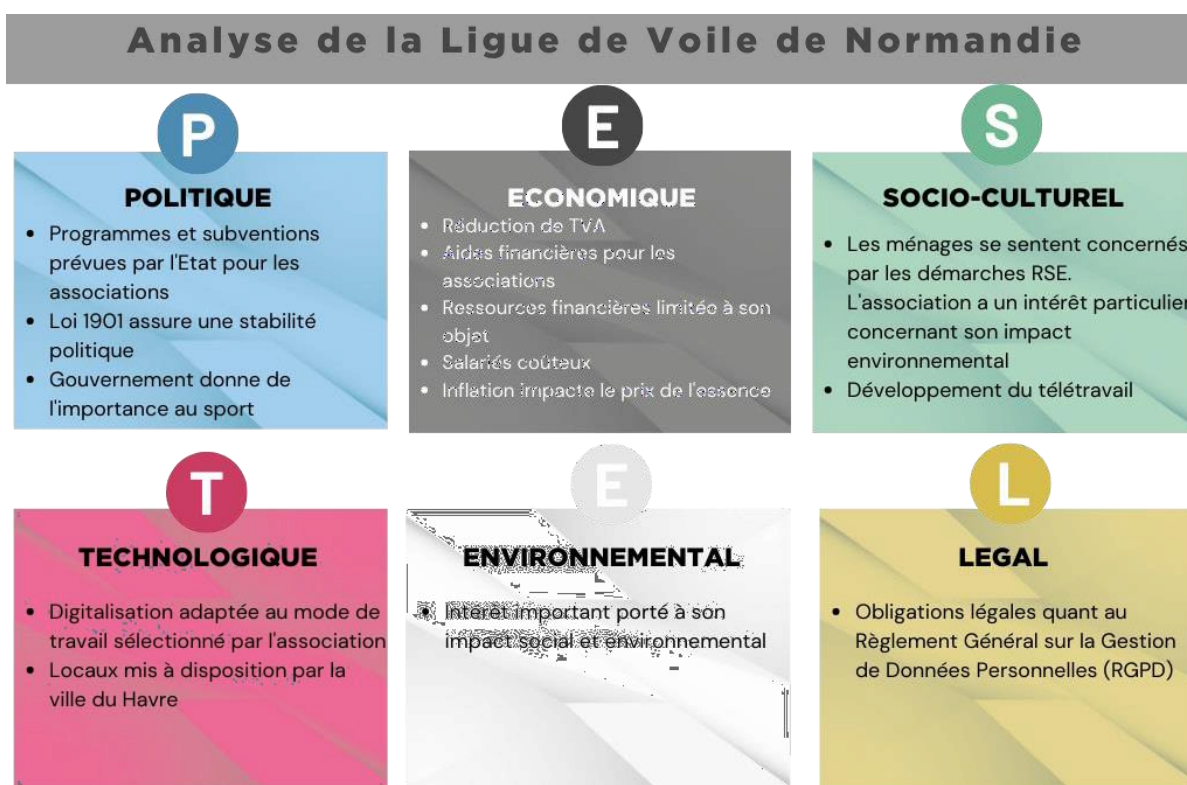 Analyse de la Ligue de Voile de Normandie
P
POLITIQUE
• Programmes et subventions
prévues par l'Etat pour les
associations
• Loi 1901 assure une stabilité
politique
• Gouvernement donne de
l'importance au sport
E
ECONOMIQUE
• Réduction de TVA
• Aides financières pour les
associations
• Ressources financières limitée à son
objet
• Salariés coûteux
• Inflation impacte le prix de l'essence
S
SOCIO-CULTUREL
• Les ménages se sentent concernés
par les démarches RSE.
L'association a un intérêt particulier
concernant son impact
environnemental
• Développement du télétravail
T
TECHNOLOGIQUE
• Digitalisation adaptée au mode de
travail sélectionné par l'association
• Locaux mis à disposition par la
ville du Havre
E
ENVIRONNEMENTAL
• Intérêt important porté à son
impact social et environnemental
L
LEGAL
• Obligations légales quant au
Règlement Général sur la Gestion
de Données Personnelles (RGPD)